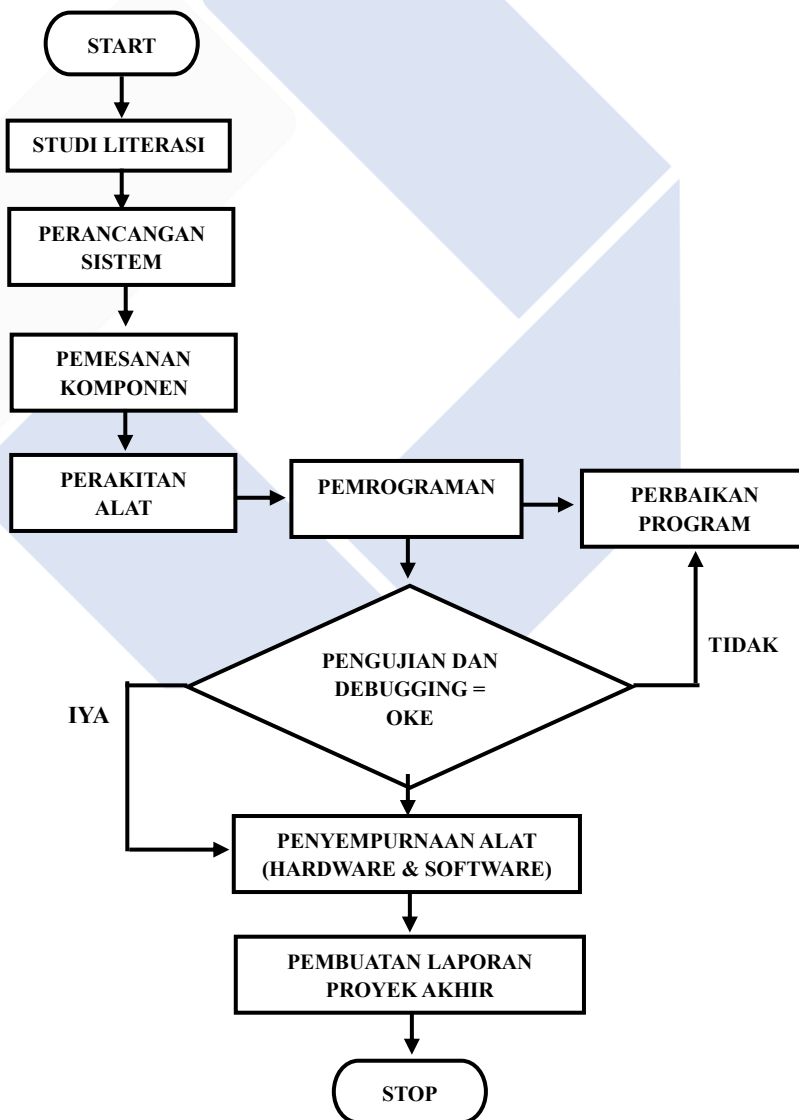 START
STUDI LITERASI
PERANCANGAN
SISTEM
PEMESANAN
KOMPONEN
PERAKITAN
ALAT
PEMROGRAMAN
PERBAIKAN
PROGRAM
PENGUJIAN DAN
DEBUGGING =
OKE
TIDAK
IYA
PENYEMPURNAAN ALAT
(HARDWARE & SOFTWARE)
PEMBUATAN LAPORAN
PROYEK AKHIR
STOP